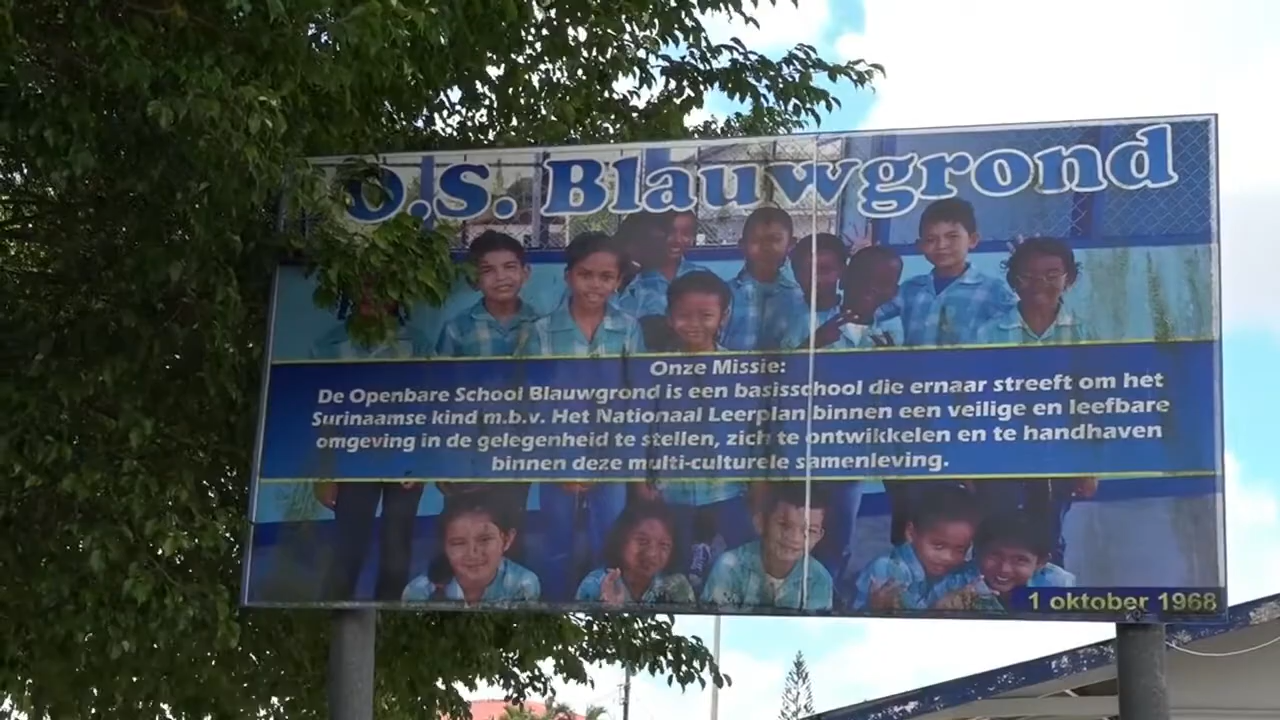 O.S. Blauwgrond
Onze Missie:
De Openbare School Blauwgrond is een basisschool die ernaar streeft om het
Surinaamse kind m.b.v. Het Nationaal Leerplan binnen een veilige en leefbare
omgeving in de gelegenheid te stellen, zich te ontwikkelen en te handhaven
binnen deze multi-culturele samenleving.
1 oktober 1968